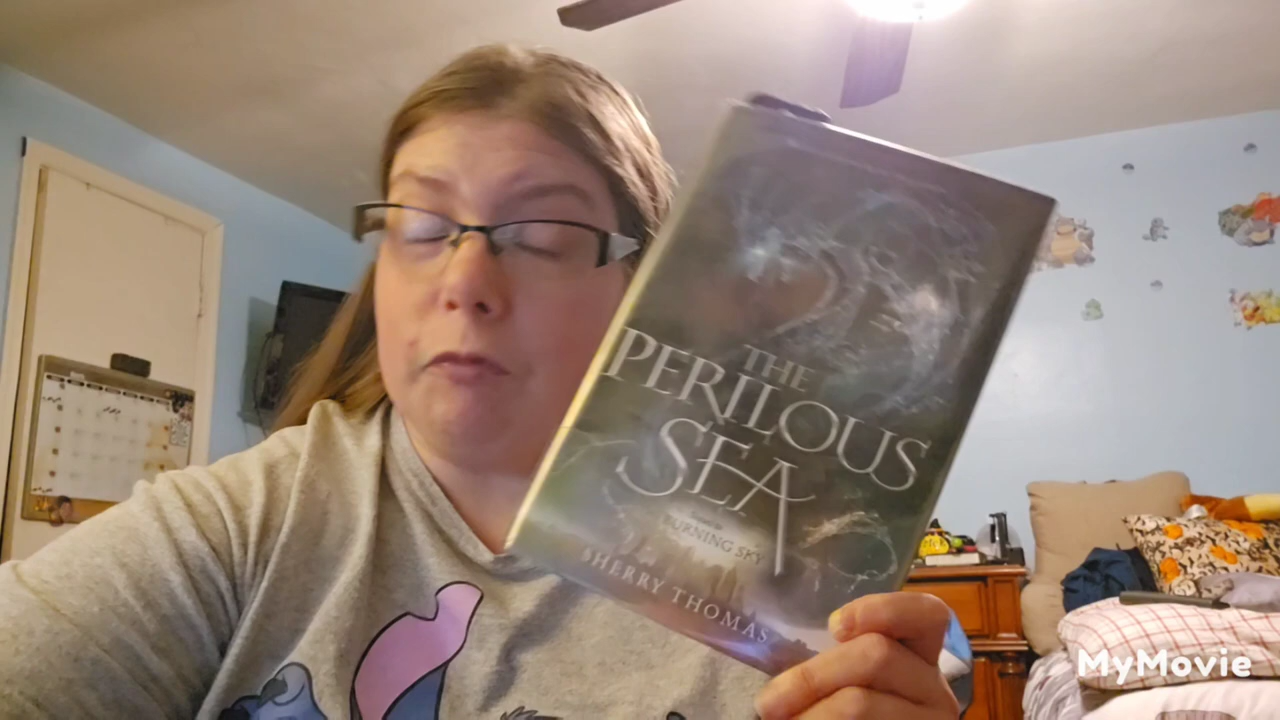 THE
PERILOUS
SEA
BURNING SKY
SHERRY THOMAS
MyMovie